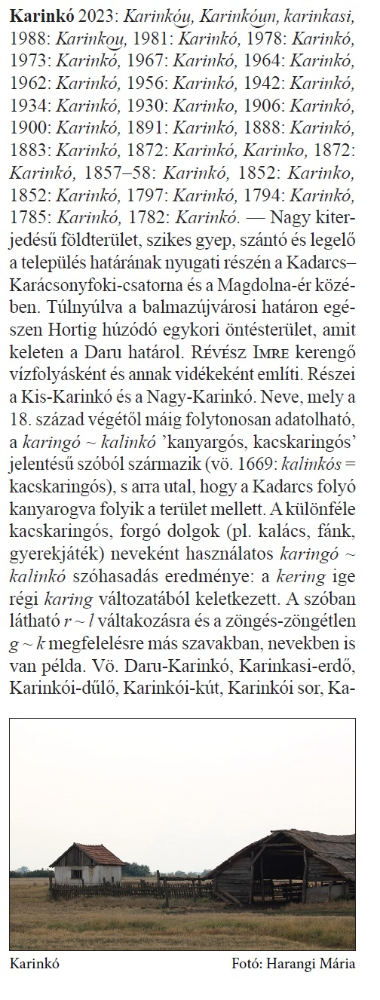 Karinkó 2023: Karinkóu̯, Karinkóu̯n, karinkasi,
1988: Karinkou̯, 1981: Karinkó, 1978: Karinkó,
1973: Karinkó, 1967: Karinkó, 1964: Karinkó,
1962: Karinkó, 1956: Karinkó, 1942: Karinkó,
1934: Karinkó, 1930: Karinko, 1906: Karinkó,
1900: Karinkó, 1891: Karinkó, 1888: Karinkó,
1883: Karinkó, 1872: Karinkó, Karinko, 1872:
Karinkó, 1857–58: Karinkó, 1852: Karinko,
1852: Karinkó, 1797: Karinkó, 1794: Karinkó,
1785: Karinkó, 1782: Karinkó. — Nagy kiter-
jedésű földterület, szikes gyep, szántó és legelő
a település határának nyugati részén a Kadarcs–
Karácsonyfoki-csatorna és a Magdolna-ér közé-
ben. Túlnyúlva a balmazújvárosi határon egé-
szen Hortig húzódó egykori öntésterület, amit
keleten a Daru határol. RÉVÉSZ IMRE kerengő
vízfolyásként és annak vidékeként említi. Részei
a Kis-Karinkó és a Nagy-Karinkó. Neve, mely a
18. század végétől máig folytonosan adatolható,
a karingó ~ kalinkó ’kanyargós, kacskaringós’
jelentésű szóból származik (vö. 1669: kalinkós =
kacskaringós), s arra utal, hogy a Kadarcs folyó
kanyarogva folyik a terület mellett. A különféle
kacskaringós, forgó dolgok (pl. kalács, fánk,
gyerekjáték) neveként használatos karingó ~
kalinkó szóhasadás eredménye: a kering ige
régi karing változatából keletkezett. A szóban
látható r ~ l váltakozásra és a zöngés-zöngétlen
g ~ k megfelelésre más szavakban, nevekben is
van példa. Vö. Daru-Karinkó, Karinkasi-erdő,
Karinkói-dűlő, Karinkói-kút, Karinkói sor, Ka-
Karinkó Fotó: Harangi Mária